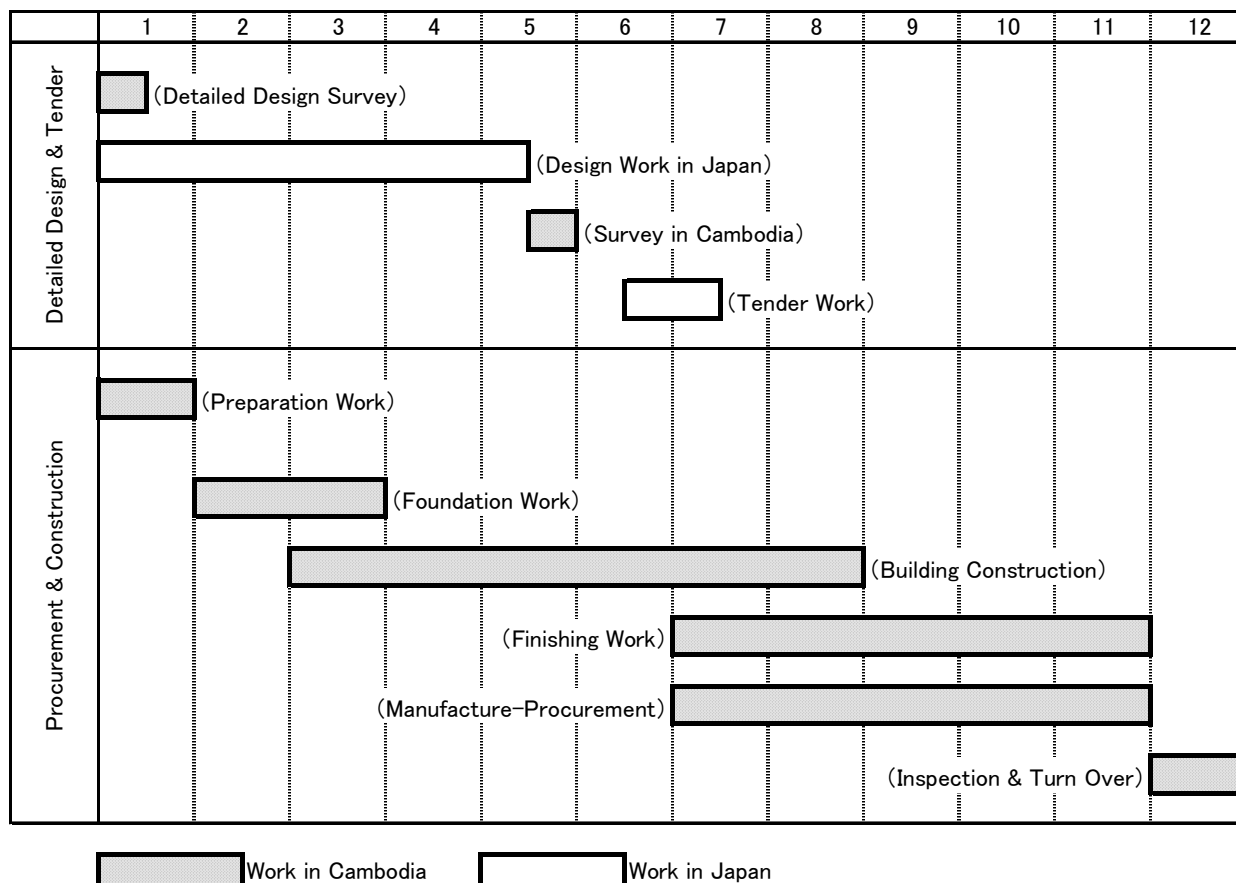 1 2 3 4 5 6 7 8 9 10 11 12
Detailed Design & Tender
(Detailed Design Survey)
(Design Work in Japan)
(Survey in Cambodia)
(Tender Work)
Procurement & Construction
(Preparation Work)
(Foundation Work)
(Building Construction)
(Finishing Work)
(Manufacture-Procurement)
(Inspection & Turn Over)
Work in Cambodia
Work in Japan